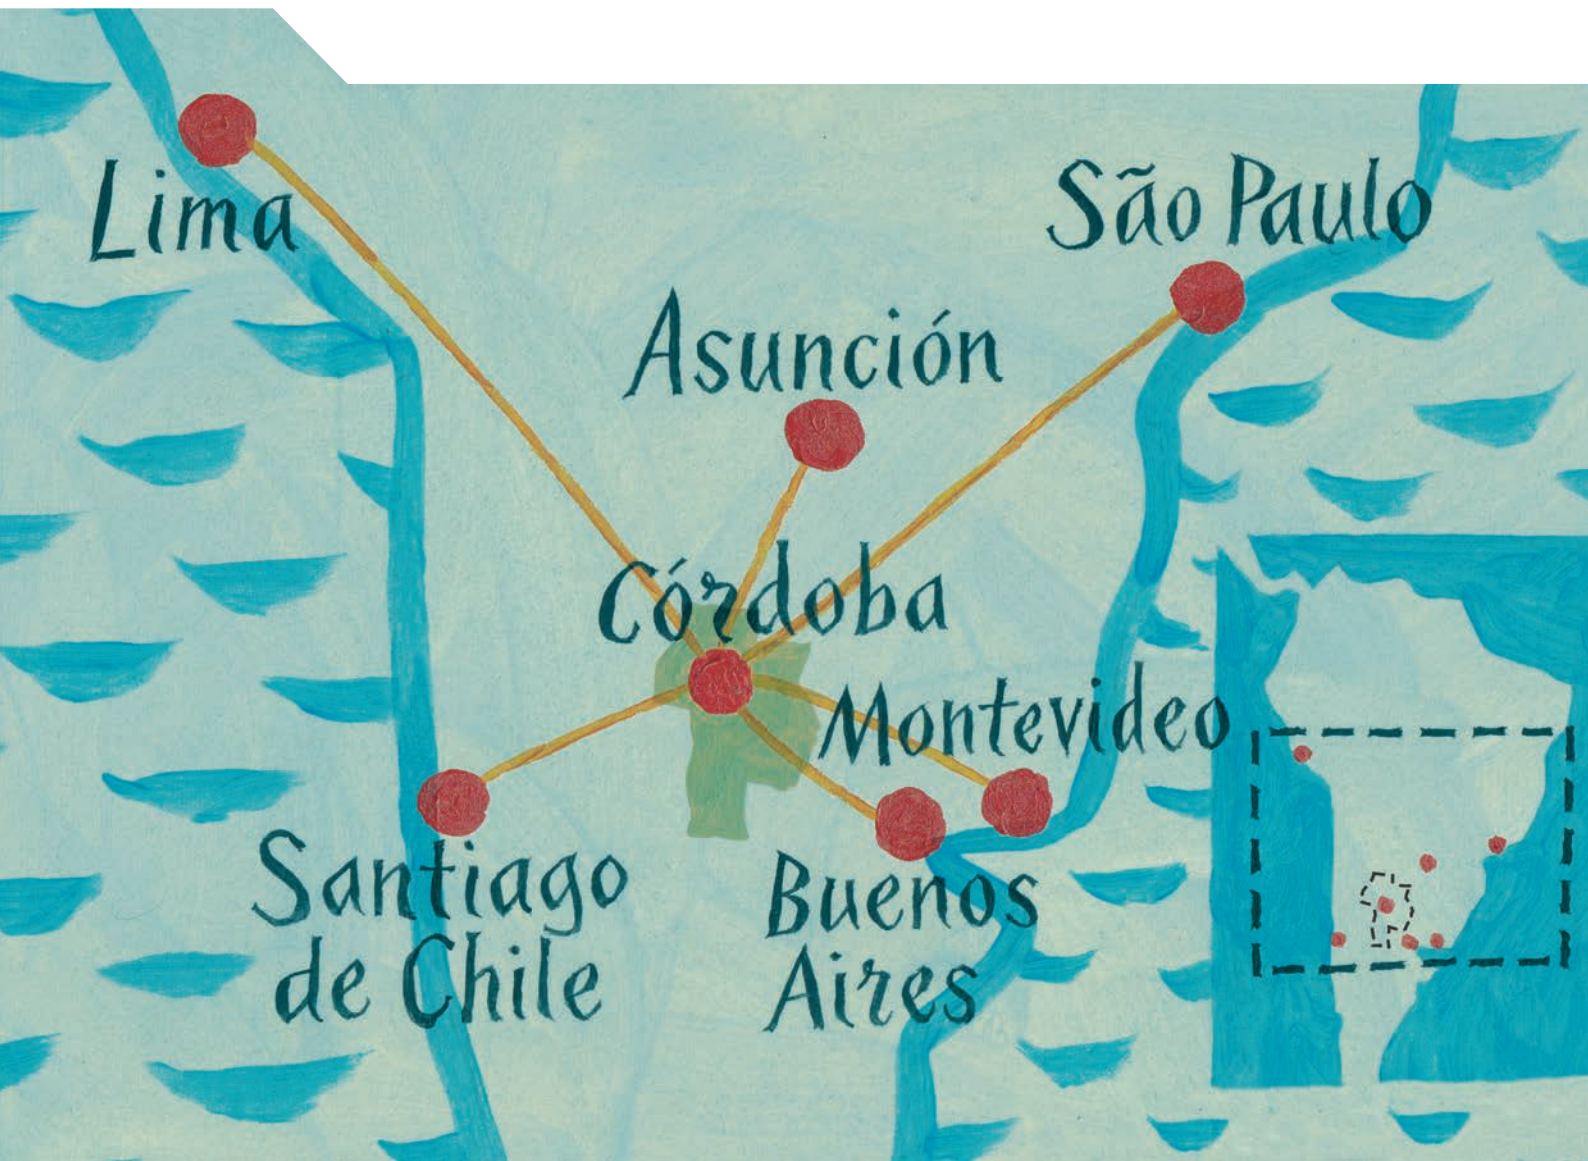 Lima
São Paulo
Asunción
Córdoba
Montevideo
Santiago
de Chile
Buenos
Aires